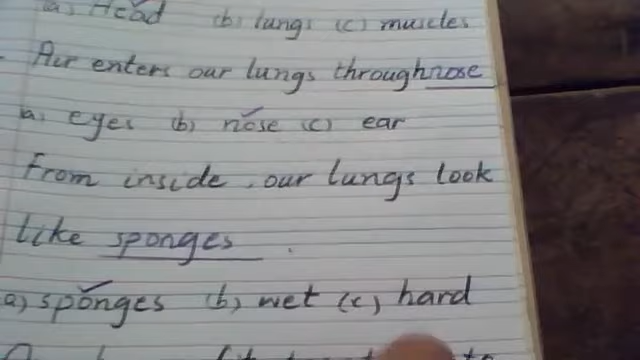 a) Head (b) lungs (c) muscles
Air enters our lungs through nose
a) eyes (b) nose (c) ear
From inside, our lungs look
like sponges.
a) sponges (b) wet (c) hard